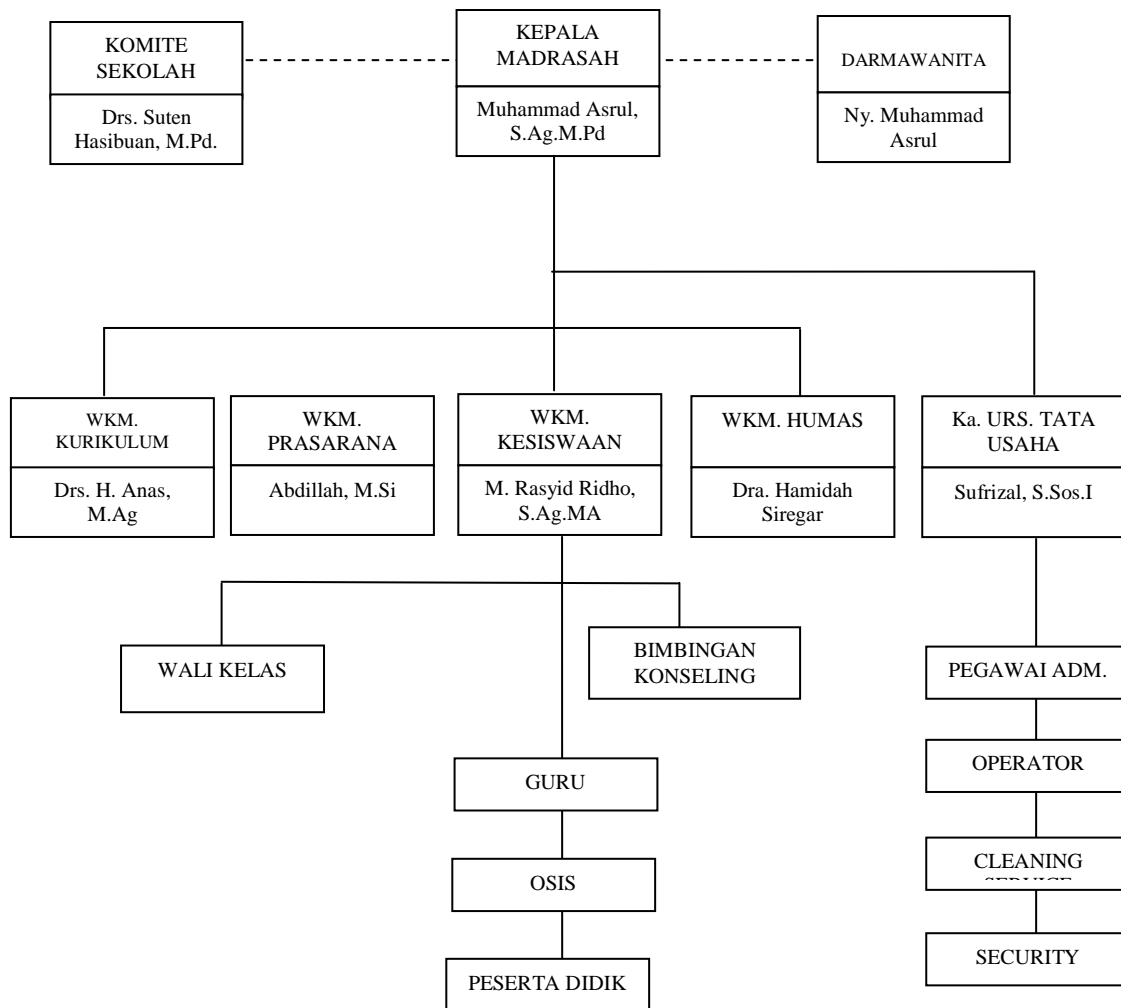 KOMITE
SEKOLAH
Drs. Suten
Hasibuan, M.Pd.
KEPALA
MADRASAH
Muhammad Asrul,
S.Ag.M.Pd
DARMAWANITA
Ny. Muhammad
Asrul
WKM.
KURIKULUM
Drs. H. Anas,
M.Ag
WKM.
PRASARANA
Abdillah, M.Si
WKM.
KESISWAAN
M. Rasyid Ridho,
S.Ag.MA
WKM. HUMAS
Dra. Hamidah
Siregar
Ka. URS. TATA
USAHA
Sufrizal, S.Sos.I
WALI KELAS
BIMBINGAN
KONSELING
GURU
OSIS
PESERTA DIDIK
PEGAWAI ADM.
OPERATOR
CLEANING
SERVICE
SECURITY